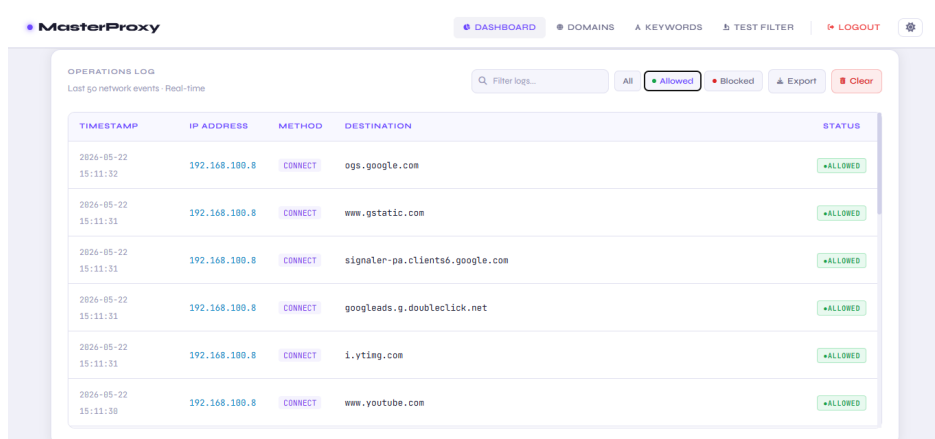 MasterProxy
DASHBOARD
DOMAINS
KEYWORDS
TEST FILTER
LOGOUT
OPERATIONS LOG
Last 50 network events · Real-time
Filter logs...
All
Allowed
Blocked
Export
Clear
TIMESTAMP IP ADDRESS METHOD DESTINATION STATUS
2026-05-22
15:11:32
192.168.100.8 CONNECT ogs.google.com ALLOWED
2026-05-22
15:11:31
192.168.100.8 CONNECT www.gstatic.com ALLOWED
2026-05-22
15:11:31
192.168.100.8 CONNECT signaler-pa.clients6.google.com ALLOWED
2026-05-22
15:11:31
192.168.100.8 CONNECT googleads.g.doubleclick.net ALLOWED
2026-05-22
15:11:31
192.168.100.8 CONNECT i.ytimg.com ALLOWED
2026-05-22
15:11:30
192.168.100.8 CONNECT www.youtube.com ALLOWED